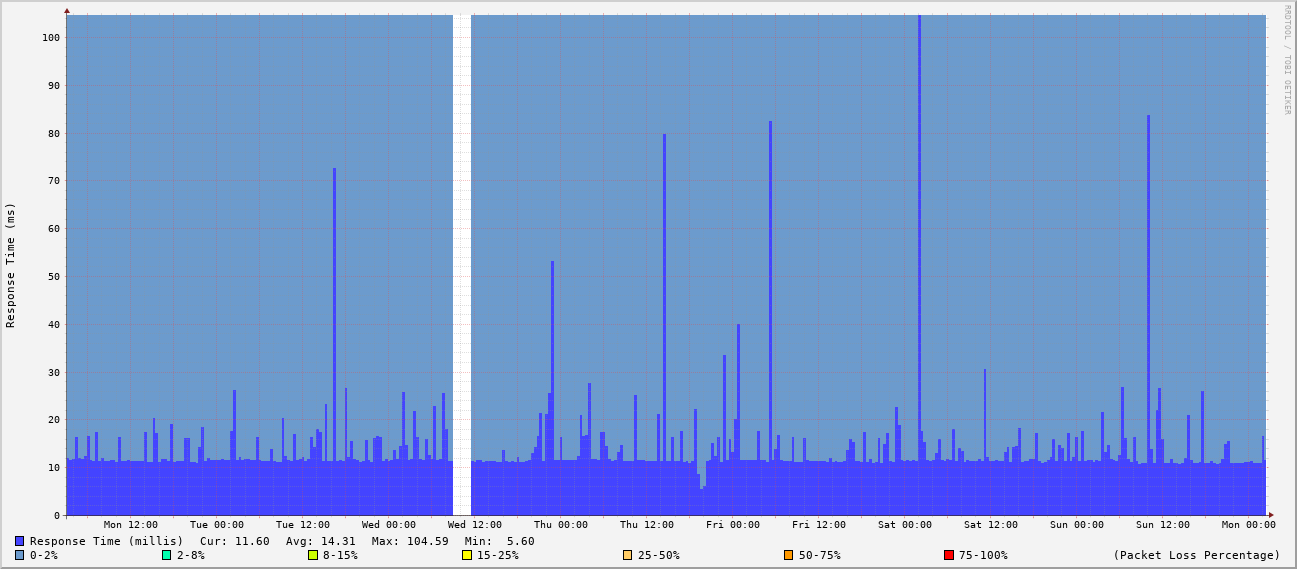 RRDTOOL / TOBI OETIKER
Response Time (ms)
100
90
80
70
60
50
40
30
20
10
0
Mon 12:00 Tue 00:00 Tue 12:00 Wed 00:00 Wed 12:00 Thu 00:00 Thu 12:00 Fri 00:00 Fri 12:00 Sat 00:00 Sat 12:00 Sun 00:00 Sun 12:00 Mon 00:00
Response Time (millis) Cur: 11.60 Avg: 14.31 Max: 104.59 Min: 5.60
0-2% 2-8% 8-15% 15-25% 25-50% 50-75% 75-100% (Packet Loss Percentage)